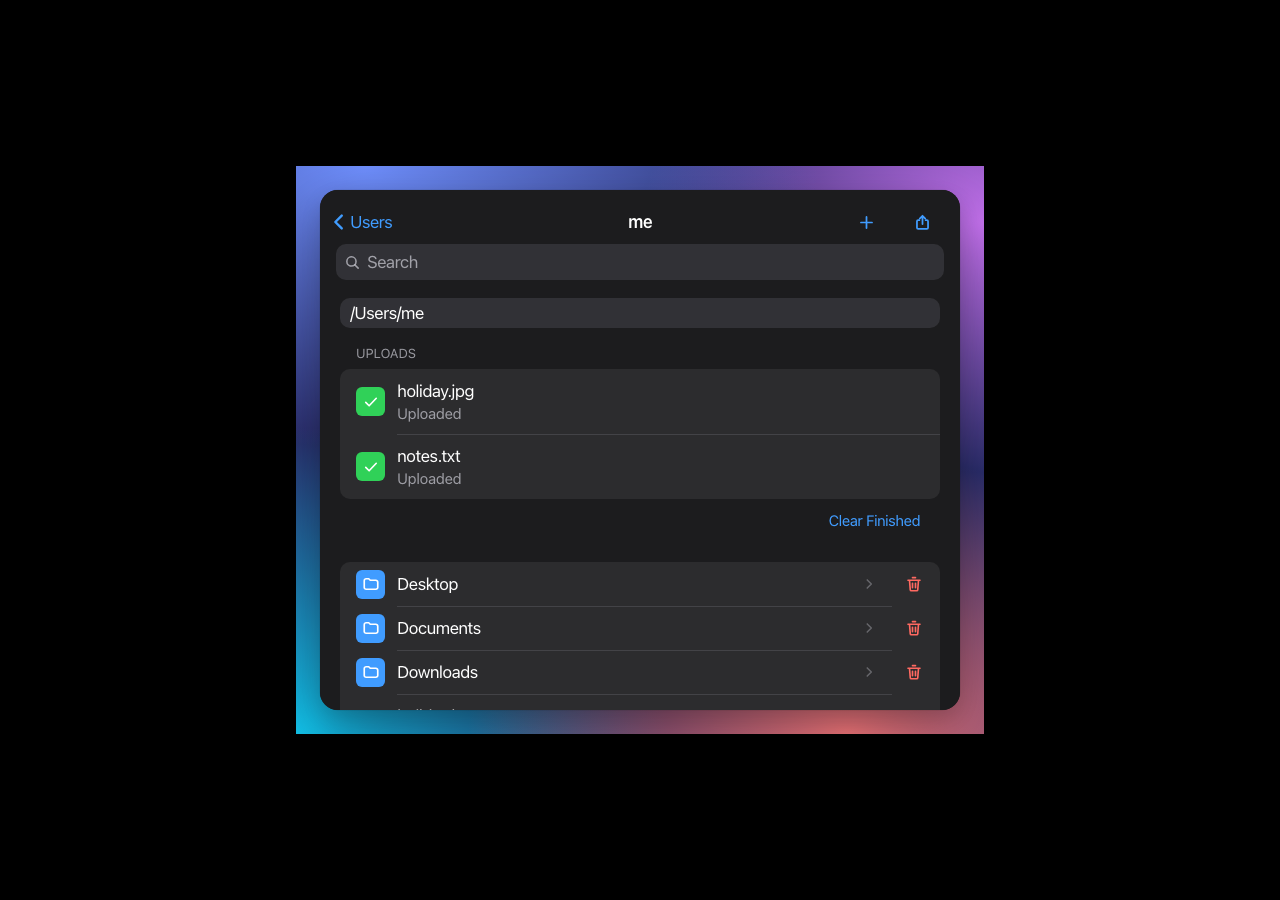 Users
me
Search
/Users/me
UPLOADS
holiday.jpg
Uploaded
notes.txt
Uploaded
Clear Finished
Desktop
Documents
Downloads